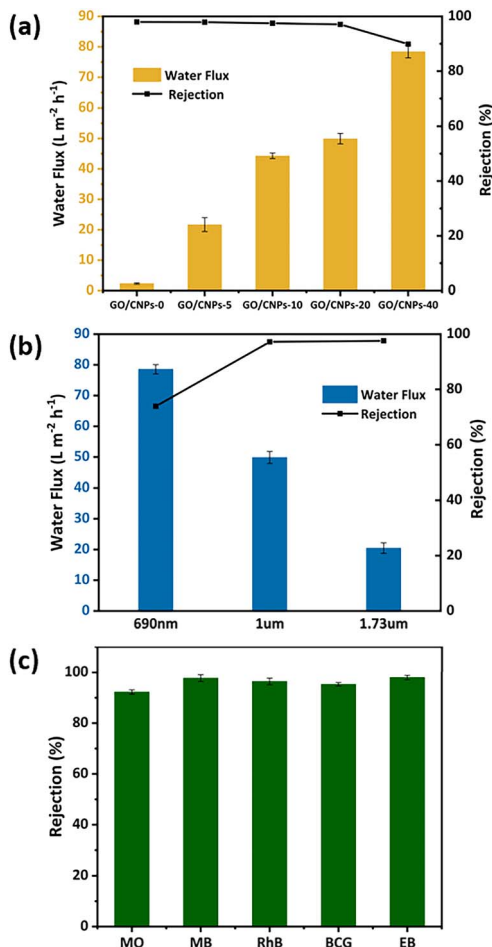 (a)
90
80
70
60
50
40
30
20
10
0
Water Flux (L m⁻² h⁻¹)
Water Flux
Rejection
100
80
60
40
20
0
Rejection (%)
GO/CNPs-0 GO/CNPs-5 GO/CNPs-10 GO/CNPs-20 GO/CNPs-40
(b)
90
80
70
60
50
40
30
20
10
0
Water Flux (L m⁻² h⁻¹)
Water Flux
Rejection
100
80
60
40
20
0
Rejection (%)
690nm 1um 1.73um
(c)
100
80
60
40
20
0
Rejection (%)
MO MB RhB BCG EB